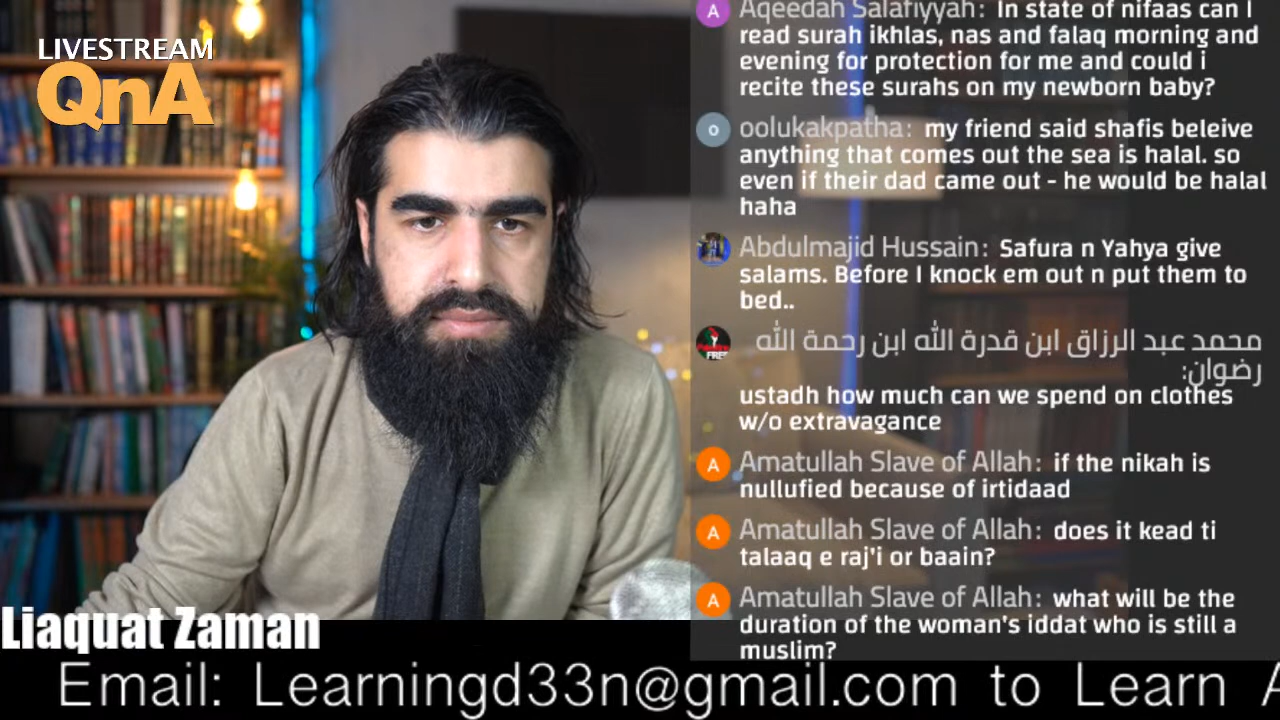 LIVESTREAM
QnA
Aqeedah Salafiyyah: In state of nifaas can I
read surah ikhlas, nas and falaq morning and
evening for protection for me and could i
recite these surahs on my newborn baby?
oolukakpatha: my friend said shafis beleive
anything that comes out the sea is halal. so
even if their dad came out - he would be halal
haha
Abdulmajid Hussain: Safura n Yahya give
salams. Before I knock em out n put them to
bed..
محمد عبد الرزاق ابن قدرة الله ابن رحمة الله
رضوان:
ustadh how much can we spend on clothes
w/o extravagance
Amatullah Slave of Allah: if the nikah is
nullufied because of irtidaad
Amatullah Slave of Allah: does it kead ti
talaaq e raj'i or baain?
Amatullah Slave of Allah: what will be the
duration of the woman's iddat who is still a
muslim?
Liaquat Zaman
Email: Learningd33n@gmail.com to Learn A